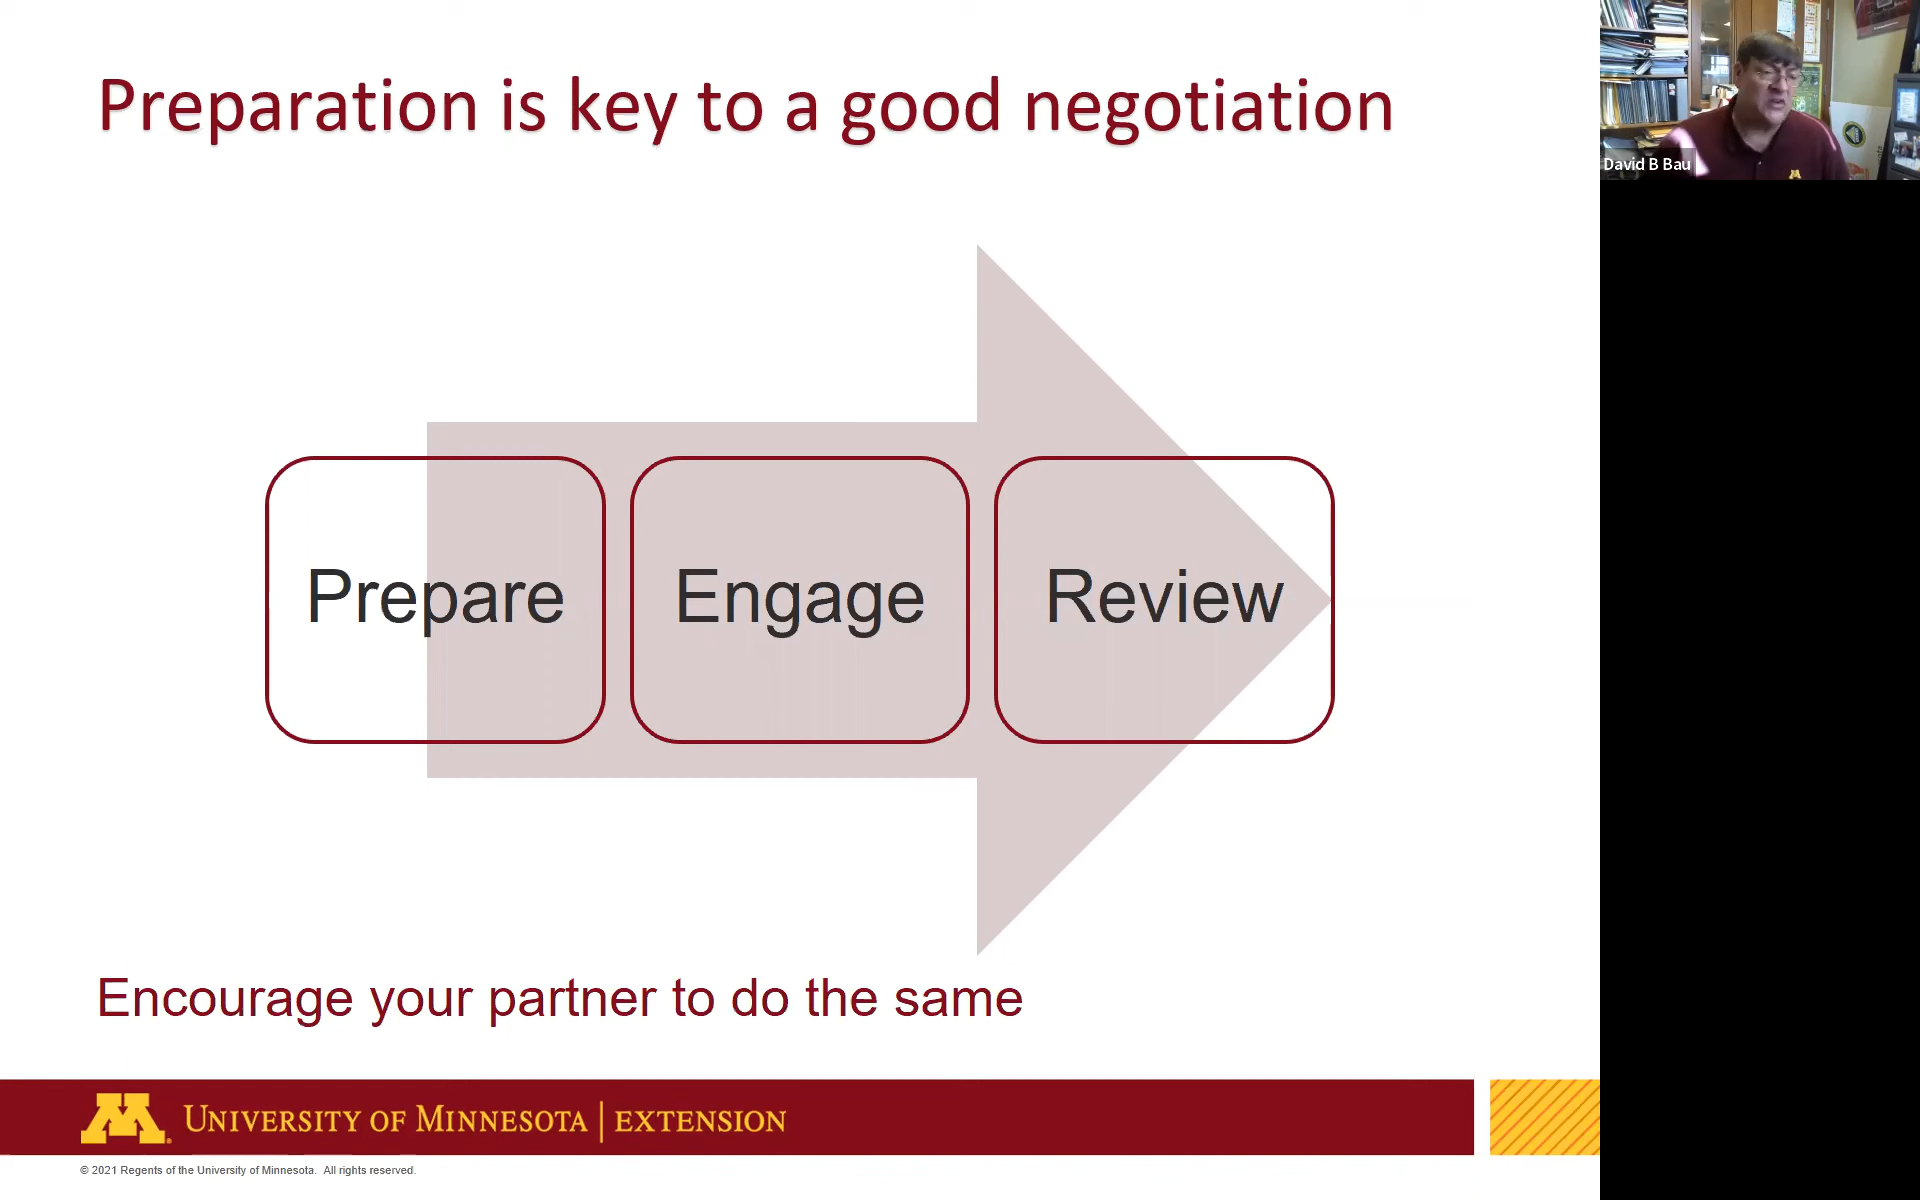 Preparation is key to a good negotiation
David B Bau
Prepare
Engage
Review
Encourage your partner to do the same
M
UNIVERSITY OF MINNESOTA | EXTENSION
© 2021 Regents of the University of Minnesota. All rights reserved.